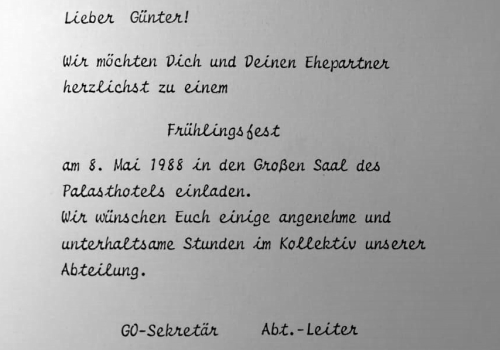 Lieber Günter!
Wir möchten Dich und Deinen Ehepartner
herzlichst zu einem
Frühlingsfest
am 8. Mai 1988 in den Großen Saal des
Palasthotels einladen.
Wir wünschen Euch einige angenehme und
unterhaltsame Stunden im Kollektiv unserer
Abteilung.
GO-Sekretär Abt.-Leiter